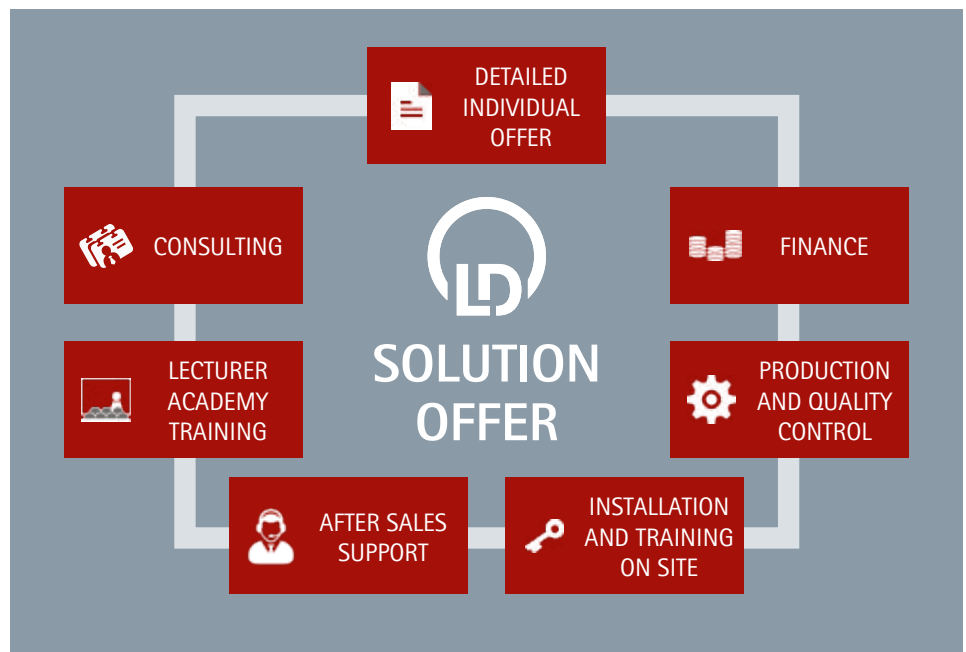 DETAILED
INDIVIDUAL
OFFER
CONSULTING
FINANCE
LD
SOLUTION
OFFER
LECTURER
ACADEMY
TRAINING
PRODUCTION
AND QUALITY
CONTROL
AFTER SALES
SUPPORT
INSTALLATION
AND TRAINING
ON SITE